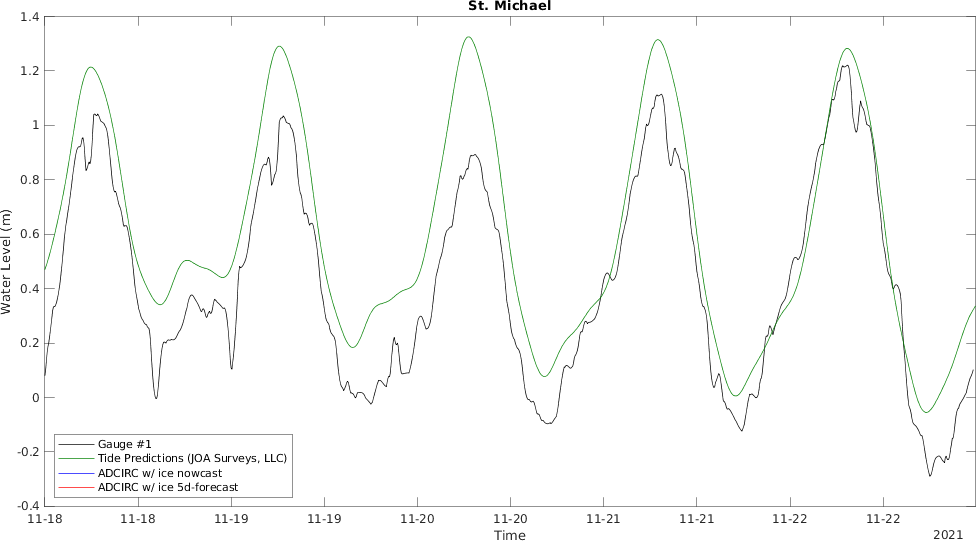 St. Michael
Water Level (m)
1.4
1.2
1
0.8
0.6
0.4
0.2
0
-0.2
-0.4
Gauge #1
Tide Predictions (JOA Surveys, LLC)
ADCIRC w/ ice nowcast
ADCIRC w/ ice 5d-forecast
11-18 11-18 11-19 11-19 11-20 11-20 11-21 11-21 11-22 11-22
Time
2021